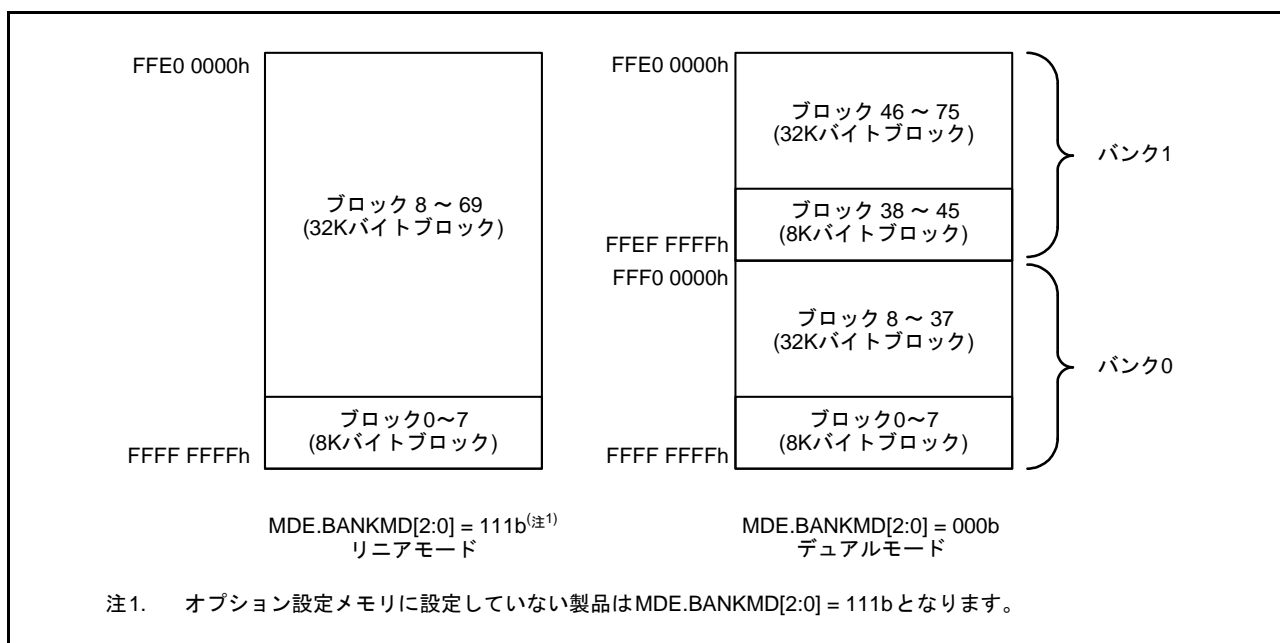 FFE0 0000h
ブロック 8 ~ 69
(32Kバイトブロック)
ブロック0~7
(8Kバイトブロック)
FFFF FFFFh
MDE.BANKMD[2:0] = 111b(注1)
リニアモード
FFE0 0000h
ブロック 46 ~ 75
(32Kバイトブロック)
ブロック 38 ~ 45
(8Kバイトブロック)
FFEF FFFFh
バンク1
FFF0 0000h
ブロック 8 ~ 37
(32Kバイトブロック)
ブロック0~7
(8Kバイトブロック)
FFFF FFFFh
バンク0
MDE.BANKMD[2:0] = 000b
デュアルモード
注1. オプション設定メモリに設定していない製品はMDE.BANKMD[2:0] = 111bとなります。